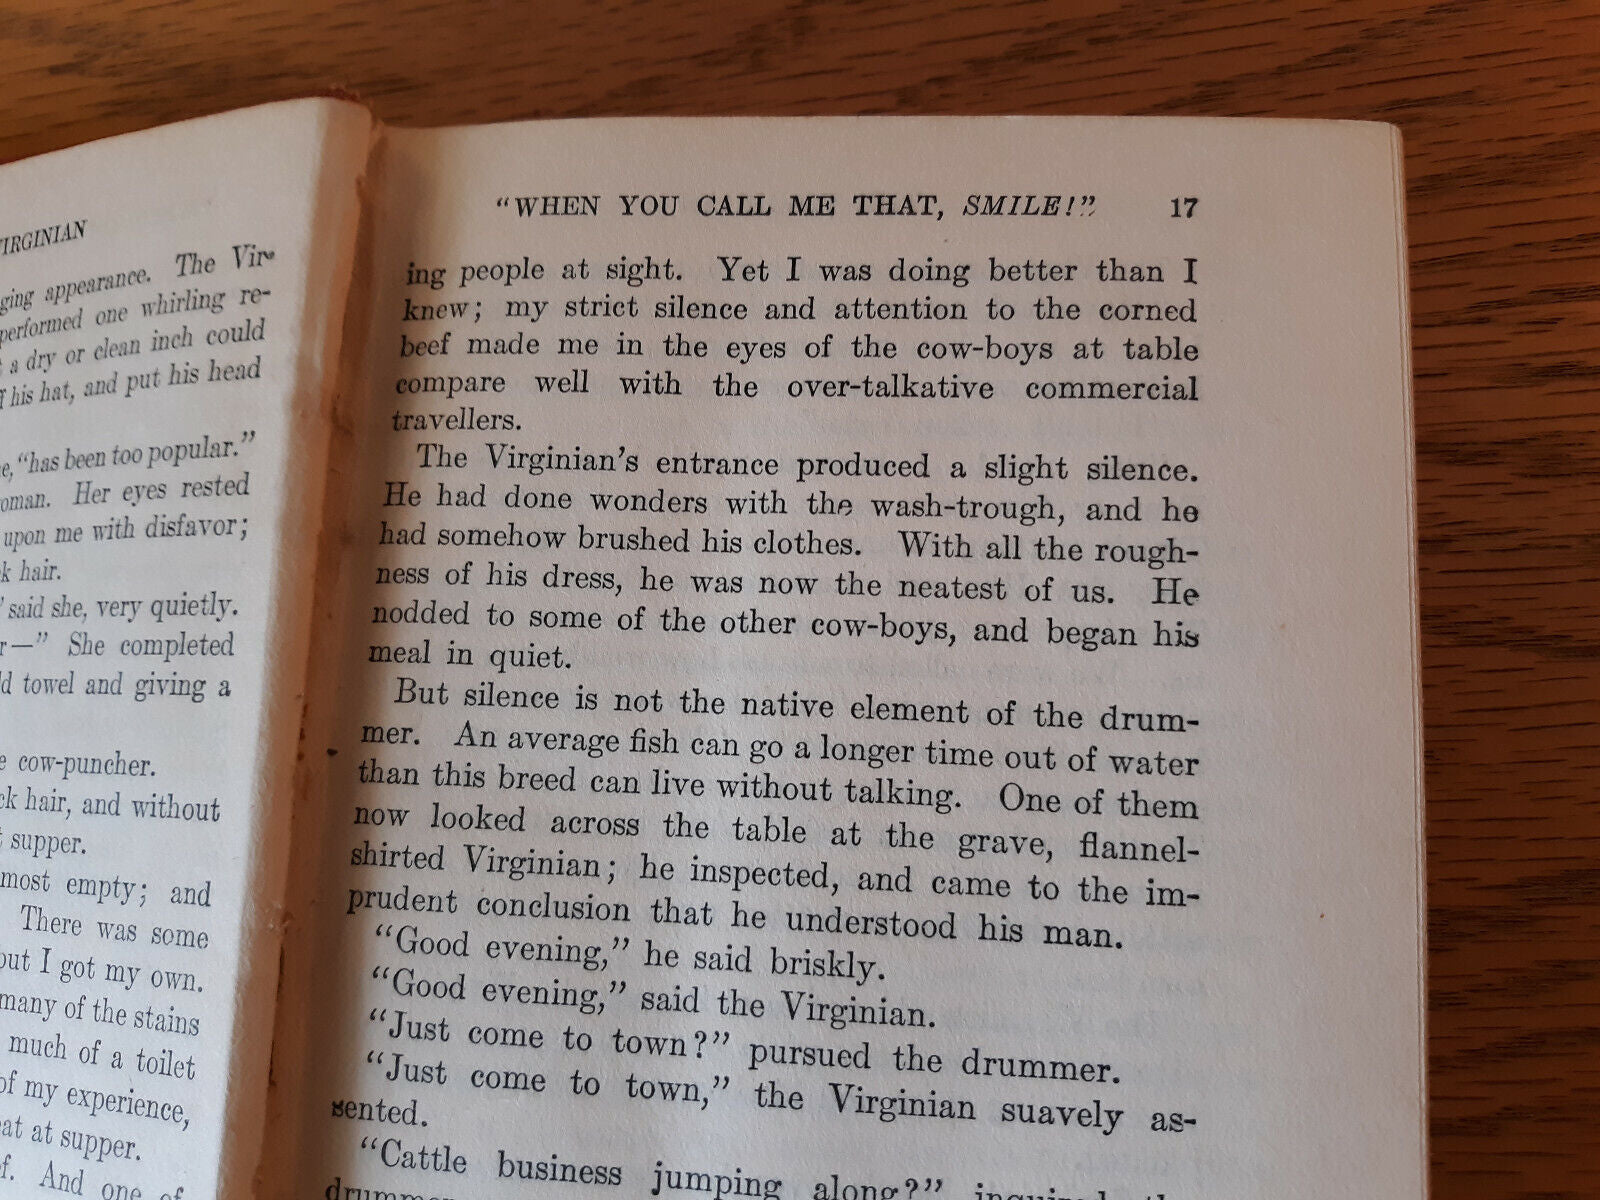 VIRGINIAN
ging appearance. The Vir-
performed one whirling re-
a dry or clean inch could
his hat, and put his head
"has been too popular."
Her eyes rested
upon me with disfavor;
hair.
said she, very quietly.
She completed
towel and giving a
cow-puncher.
hair, and without
supper.
most empty; and
There was some
but I got my own.
many of the stains
much of a toilet
of my experience,
at supper.
And one of
"WHEN YOU CALL ME THAT, SMILE!" 17
ing people at sight. Yet I was doing better than I
knew; my strict silence and attention to the corned
beef made me in the eyes of the cow-boys at table
compare well with the over-talkative commercial
travellers.
The Virginian's entrance produced a slight silence.
He had done wonders with the wash-trough, and he
had somehow brushed his clothes. With all the rough-
ness of his dress, he was now the neatest of us. He
nodded to some of the other cow-boys, and began his
meal in quiet.
But silence is not the native element of the drum-
mer. An average fish can go a longer time out of water
than this breed can live without talking. One of them
now looked across the table at the grave, flannel-
shirted Virginian; he inspected, and came to the im-
prudent conclusion that he understood his man.
"Good evening," he said briskly.
"Good evening," said the Virginian.
"Just come to town?" pursued the drummer.
"Just come to town," the Virginian suavely as-
sented.
"Cattle business jumping along?" inquired the